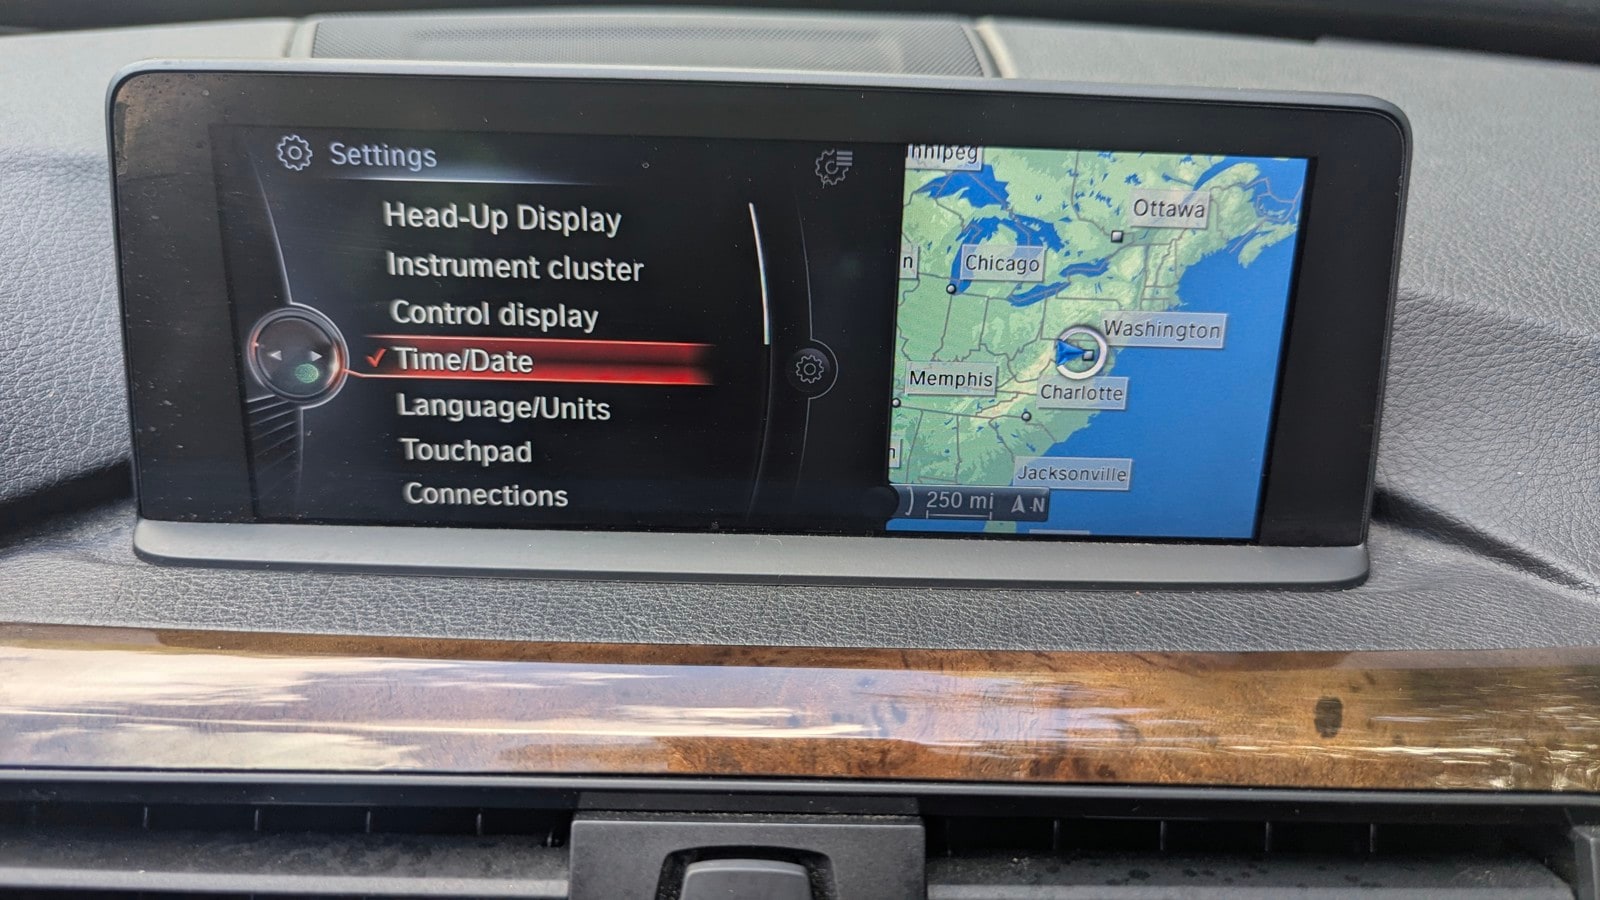 Settings
Head-Up Display
Instrument cluster
Control display
Time/Date
Language/Units
Touchpad
Connections
nnipeg
Ottawa
n
Chicago
Washington
Memphis
Charlotte
n
Jacksonville
250 mi
N